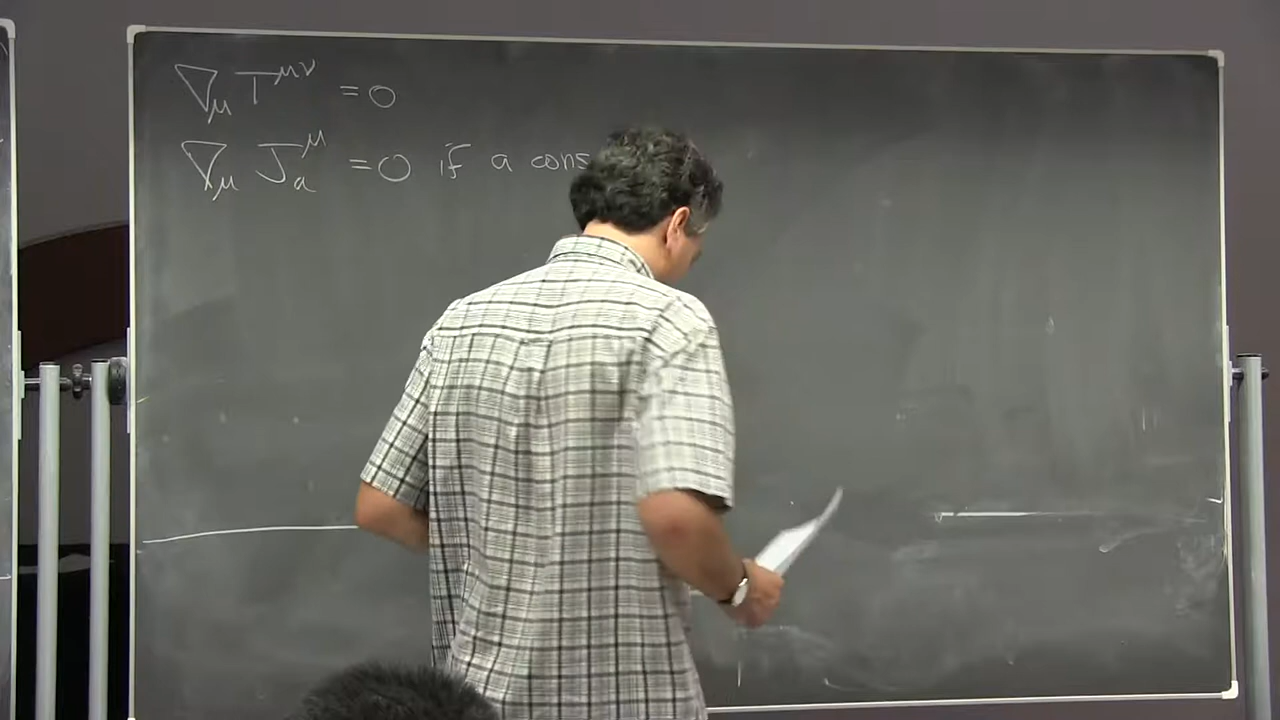 ∇_μ T^{μν} = 0
∇_μ J_a^μ = 0 if a cons